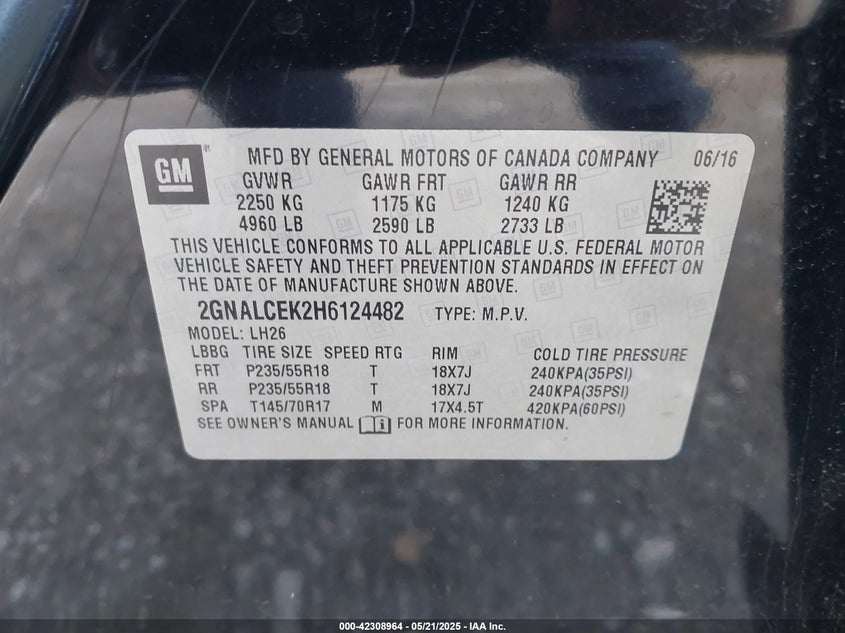 GM® MFD BY GENERAL MOTORS OF CANADA COMPANY 06/16
GVWR GAWR FRT GAWR RR
2250 KG 1175 KG 1240 KG
4960 LB 2590 LB 2733 LB
THIS VEHICLE CONFORMS TO ALL APPLICABLE U.S. FEDERAL MOTOR
VEHICLE SAFETY AND THEFT PREVENTION STANDARDS IN EFFECT ON
THE DATE OF MANUFACTURE SHOWN ABOVE.
2GNALCEK2H6124482 TYPE: M.P.V.
MODEL: LH26
LBBG TIRE SIZE SPEED RTG RIM COLD TIRE PRESSURE
FRT P235/55R18 T 18X7J 240KPA(35PSI)
RR P235/55R18 T 18X7J 240KPA(35PSI)
SPA T145/70R17 M 17X4.5T 420KPA(60PSI)
SEE OWNER'S MANUAL FOR MORE INFORMATION.
000-42308964 - 05/21/2025 - IAA Inc.